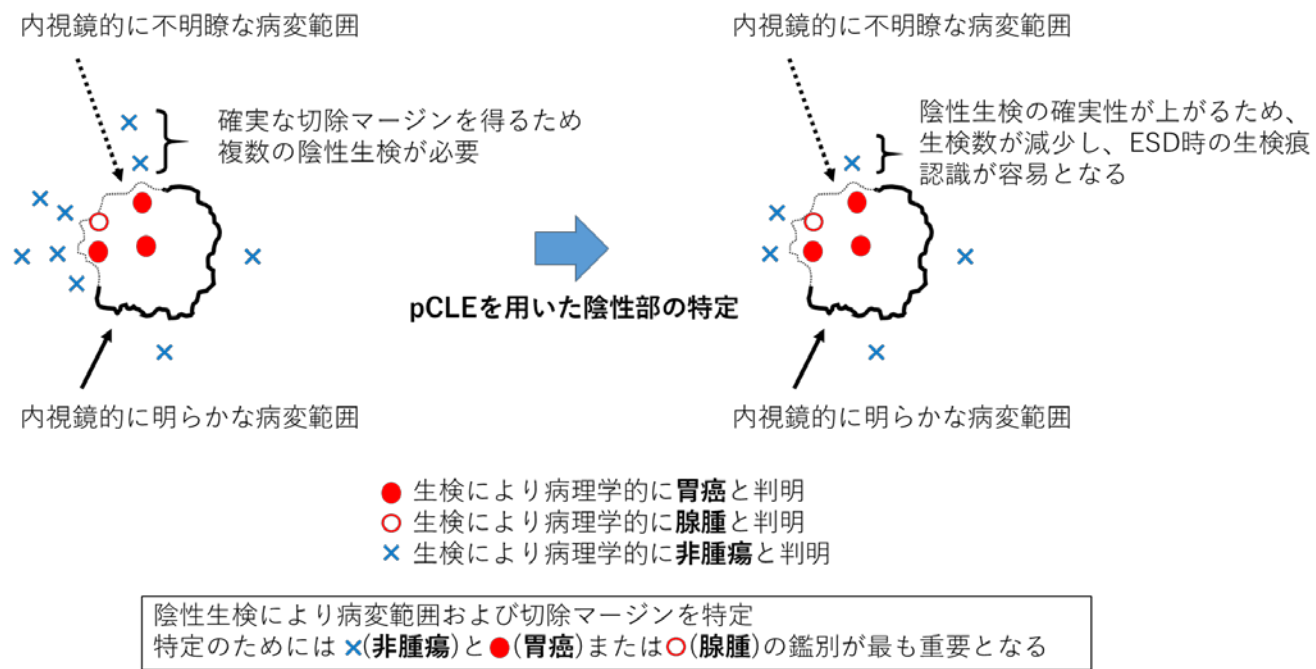 内視鏡的に不明瞭な病変範囲
確実な切除マージンを得るため
複数の陰性生検が必要
内視鏡的に明らかな病変範囲
pCLEを用いた陰性部の特定
内視鏡的に不明瞭な病変範囲
陰性生検の確実性が上がるため、
生検数が減少し、ESD時の生検痕
認識が容易となる
内視鏡的に明らかな病変範囲
生検により病理学的に胃癌と判明
生検により病理学的に腺腫と判明
× 生検により病理学的に非腫瘍と判明
陰性生検により病変範囲および切除マージンを特定
特定のためには ×(非腫瘍)と●(胃癌)または○(腺腫)の鑑別が最も重要となる